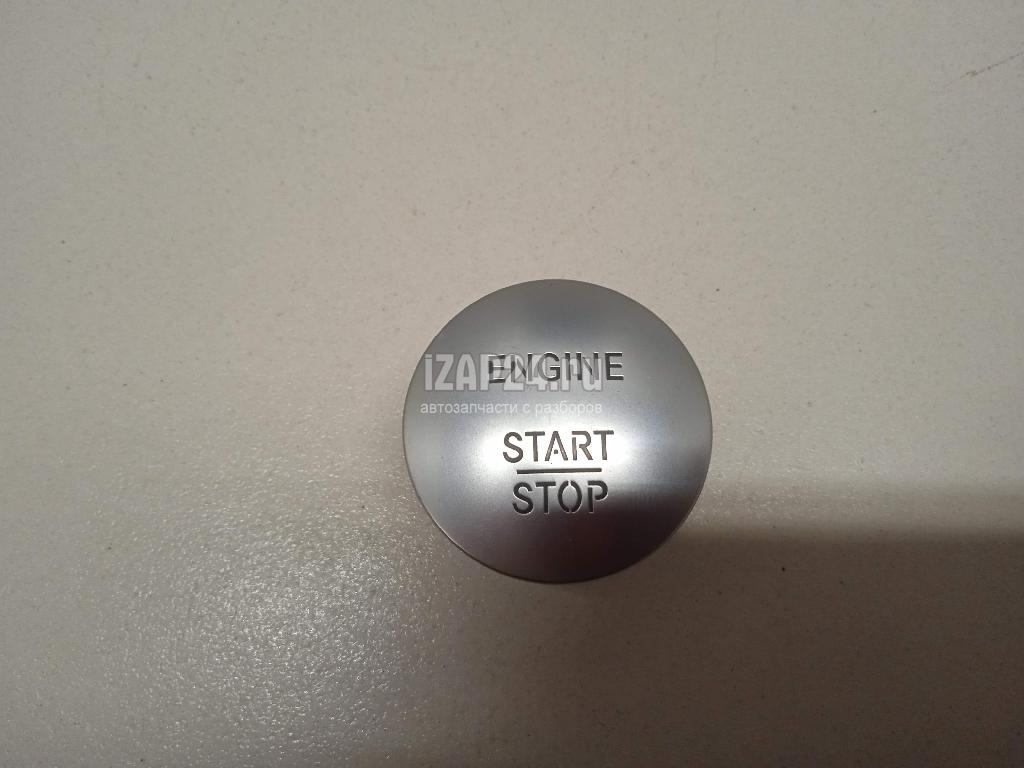 ENGINE
iZAP24.ru
автозапчасти с разборов
START
STOP